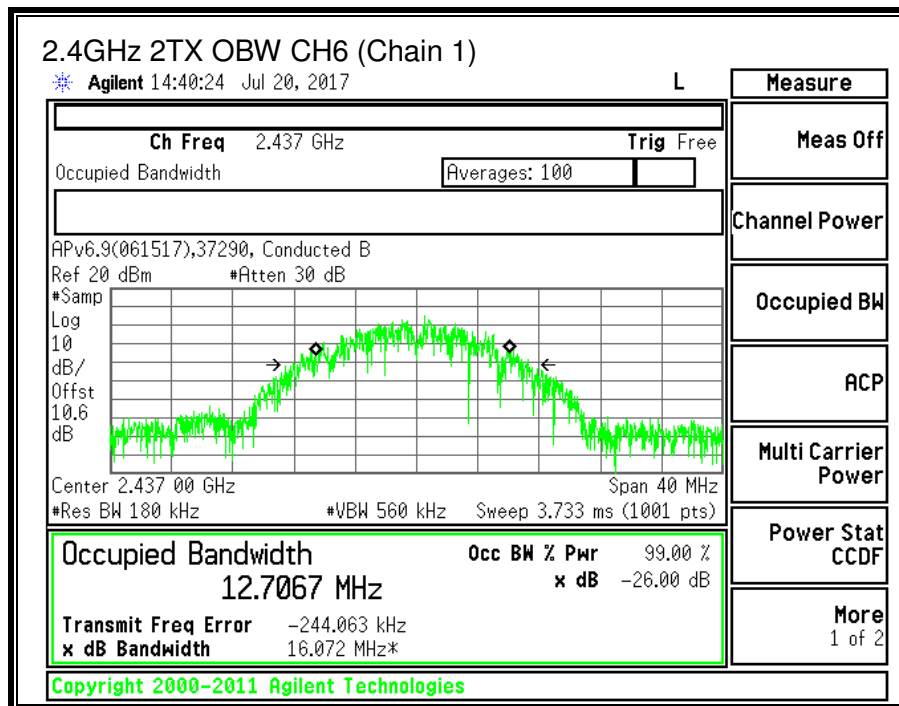 2.4GHz 2TX OBW CH6 (Chain 1)
Agilent 14:40:24 Jul 20, 2017 L
Measure
Ch Freq 2.437 GHz Trig Free
Meas Off
Occupied Bandwidth Averages: 100
Channel Power
APv6.9(061517),37290, Conducted B
Ref 20 dBm #Atten 30 dB
#Samp
Log
10
dB/
Offst
10.6
dB
Occupied BW
ACP
Multi Carrier
Power
Center 2.437 00 GHz Span 40 MHz
#Res BW 180 kHz #VBW 560 kHz Sweep 3.733 ms (1001 pts)
Power Stat
CCDF
Occupied Bandwidth Occ BW % Pwr 99.00 %
12.7067 MHz x dB -26.00 dB
Transmit Freq Error -244.063 kHz
x dB Bandwidth 16.072 MHz*
More
1 of 2
Copyright 2000-2011 Agilent Technologies